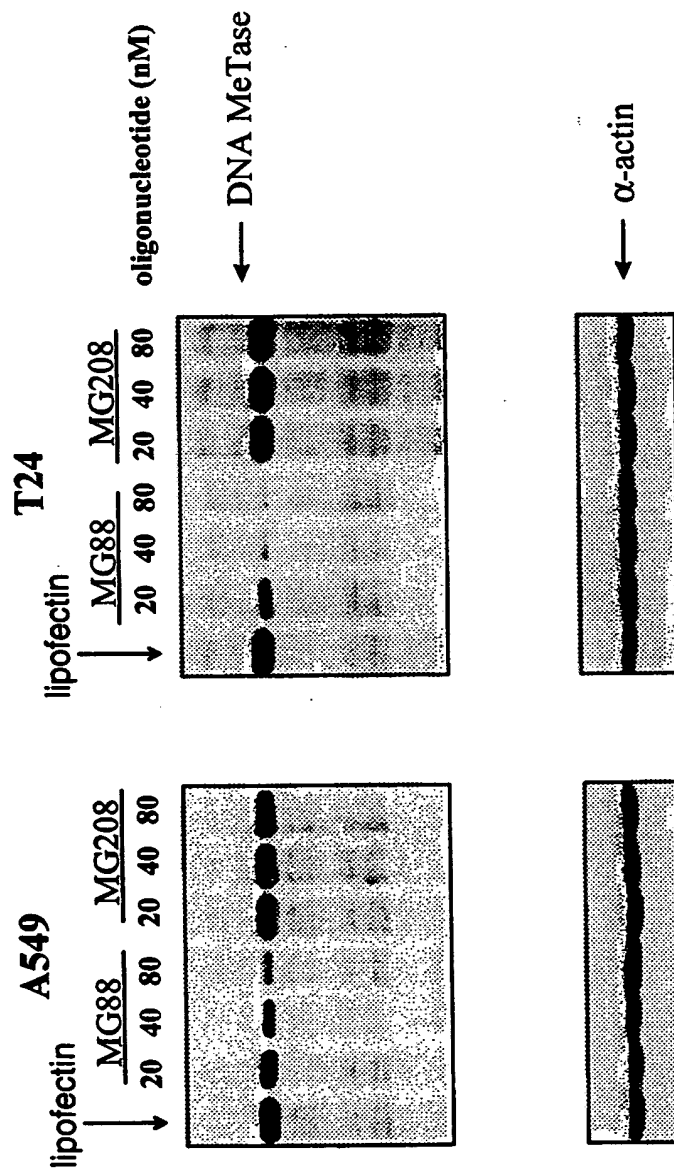 A549
lipofectin
MG88
MG208
20 40 80 20 40 80
T24
lipofectin
MG88
MG208
20 40 80 20 40 80
oligonucleotide (nM)
DNA MeTase
α-actin